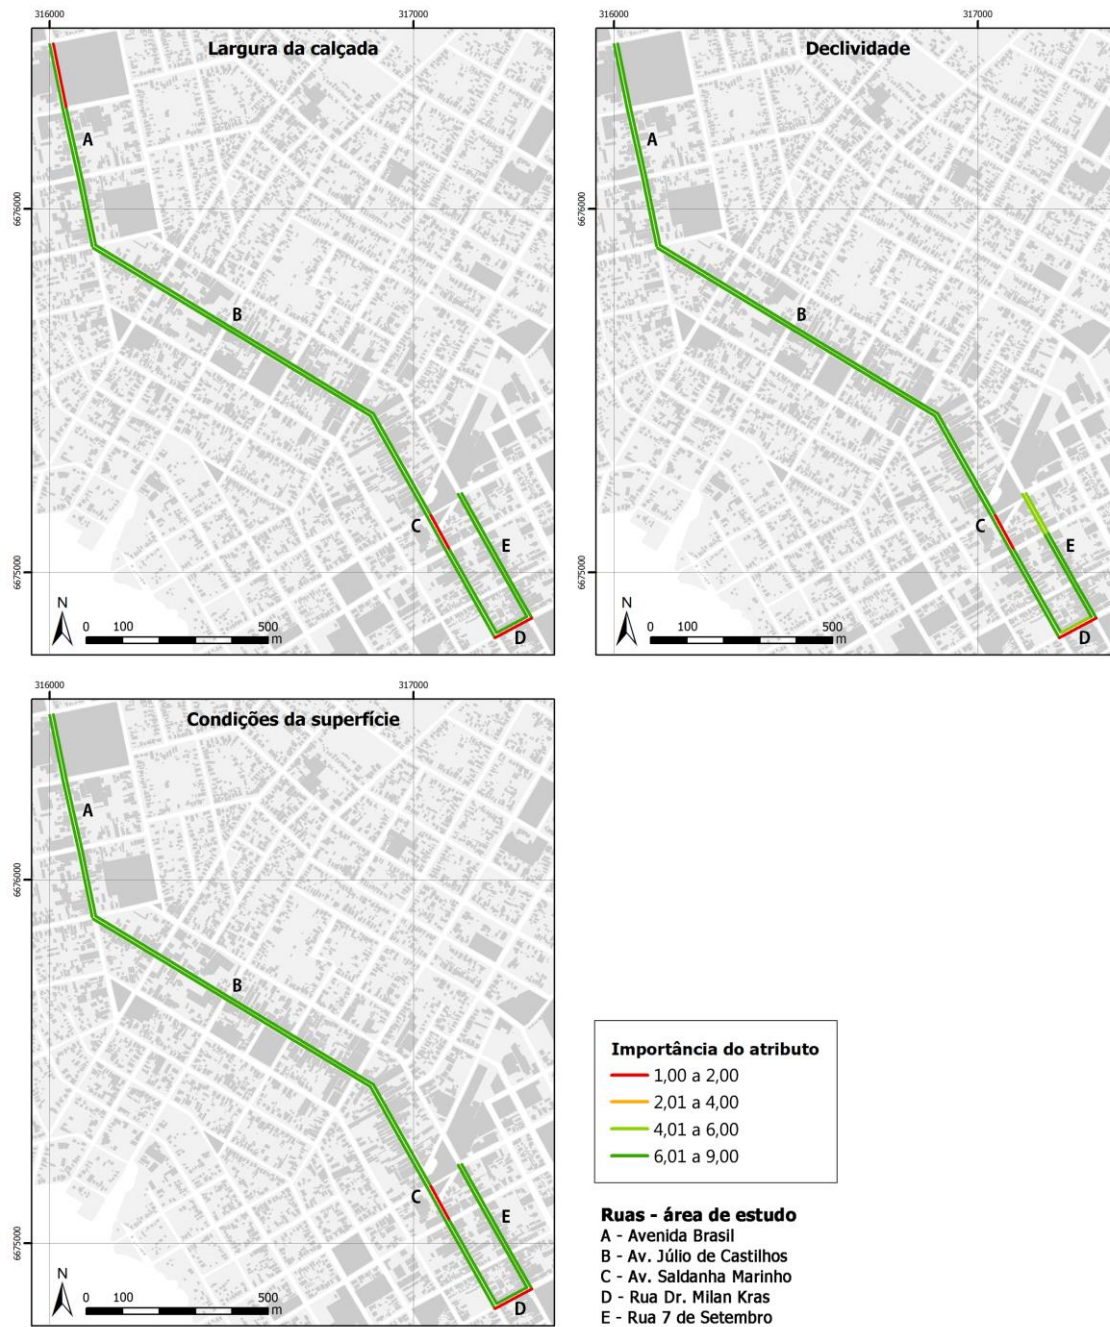 316000
317000
Largura da calçada
6676000
6675000
A
B
C
E
D
N
0 100 500
m
316000
317000
Declividade
6676000
6675000
A
B
C
E
D
N
0 100 500
m
316000
317000
Condições da superfície
6676000
6675000
A
B
C
E
D
N
0 100 500
m
Importância do atributo
1,00 a 2,00
2,01 a 4,00
4,01 a 6,00
6,01 a 9,00
Ruas - área de estudo
A - Avenida Brasil
B - Av. Júlio de Castilhos
C - Av. Saldanha Marinho
D - Rua Dr. Milan Kras
E - Rua 7 de Setembro